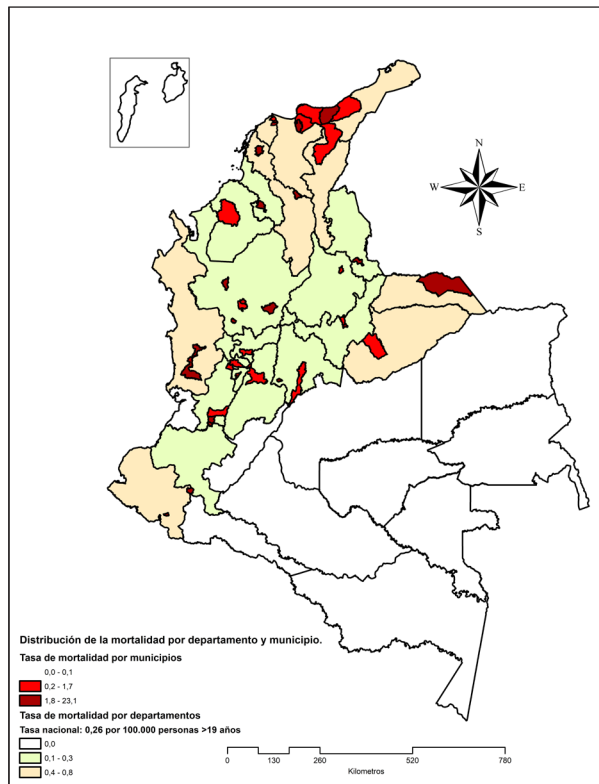 N
W
E
S
Distribución de la mortalidad por departamento y municipio.
Tasa de mortalidad por municipios
0,0 - 0,1
0,2 - 1,7
1,8 - 23,1
Tasa de mortalidad por departamentos
Tasa nacional: 0,26 por 100.000 personas >19 años
0,0
0,1 - 0,3
0,4 - 0,8
0 130 260 520 780
Kilometros